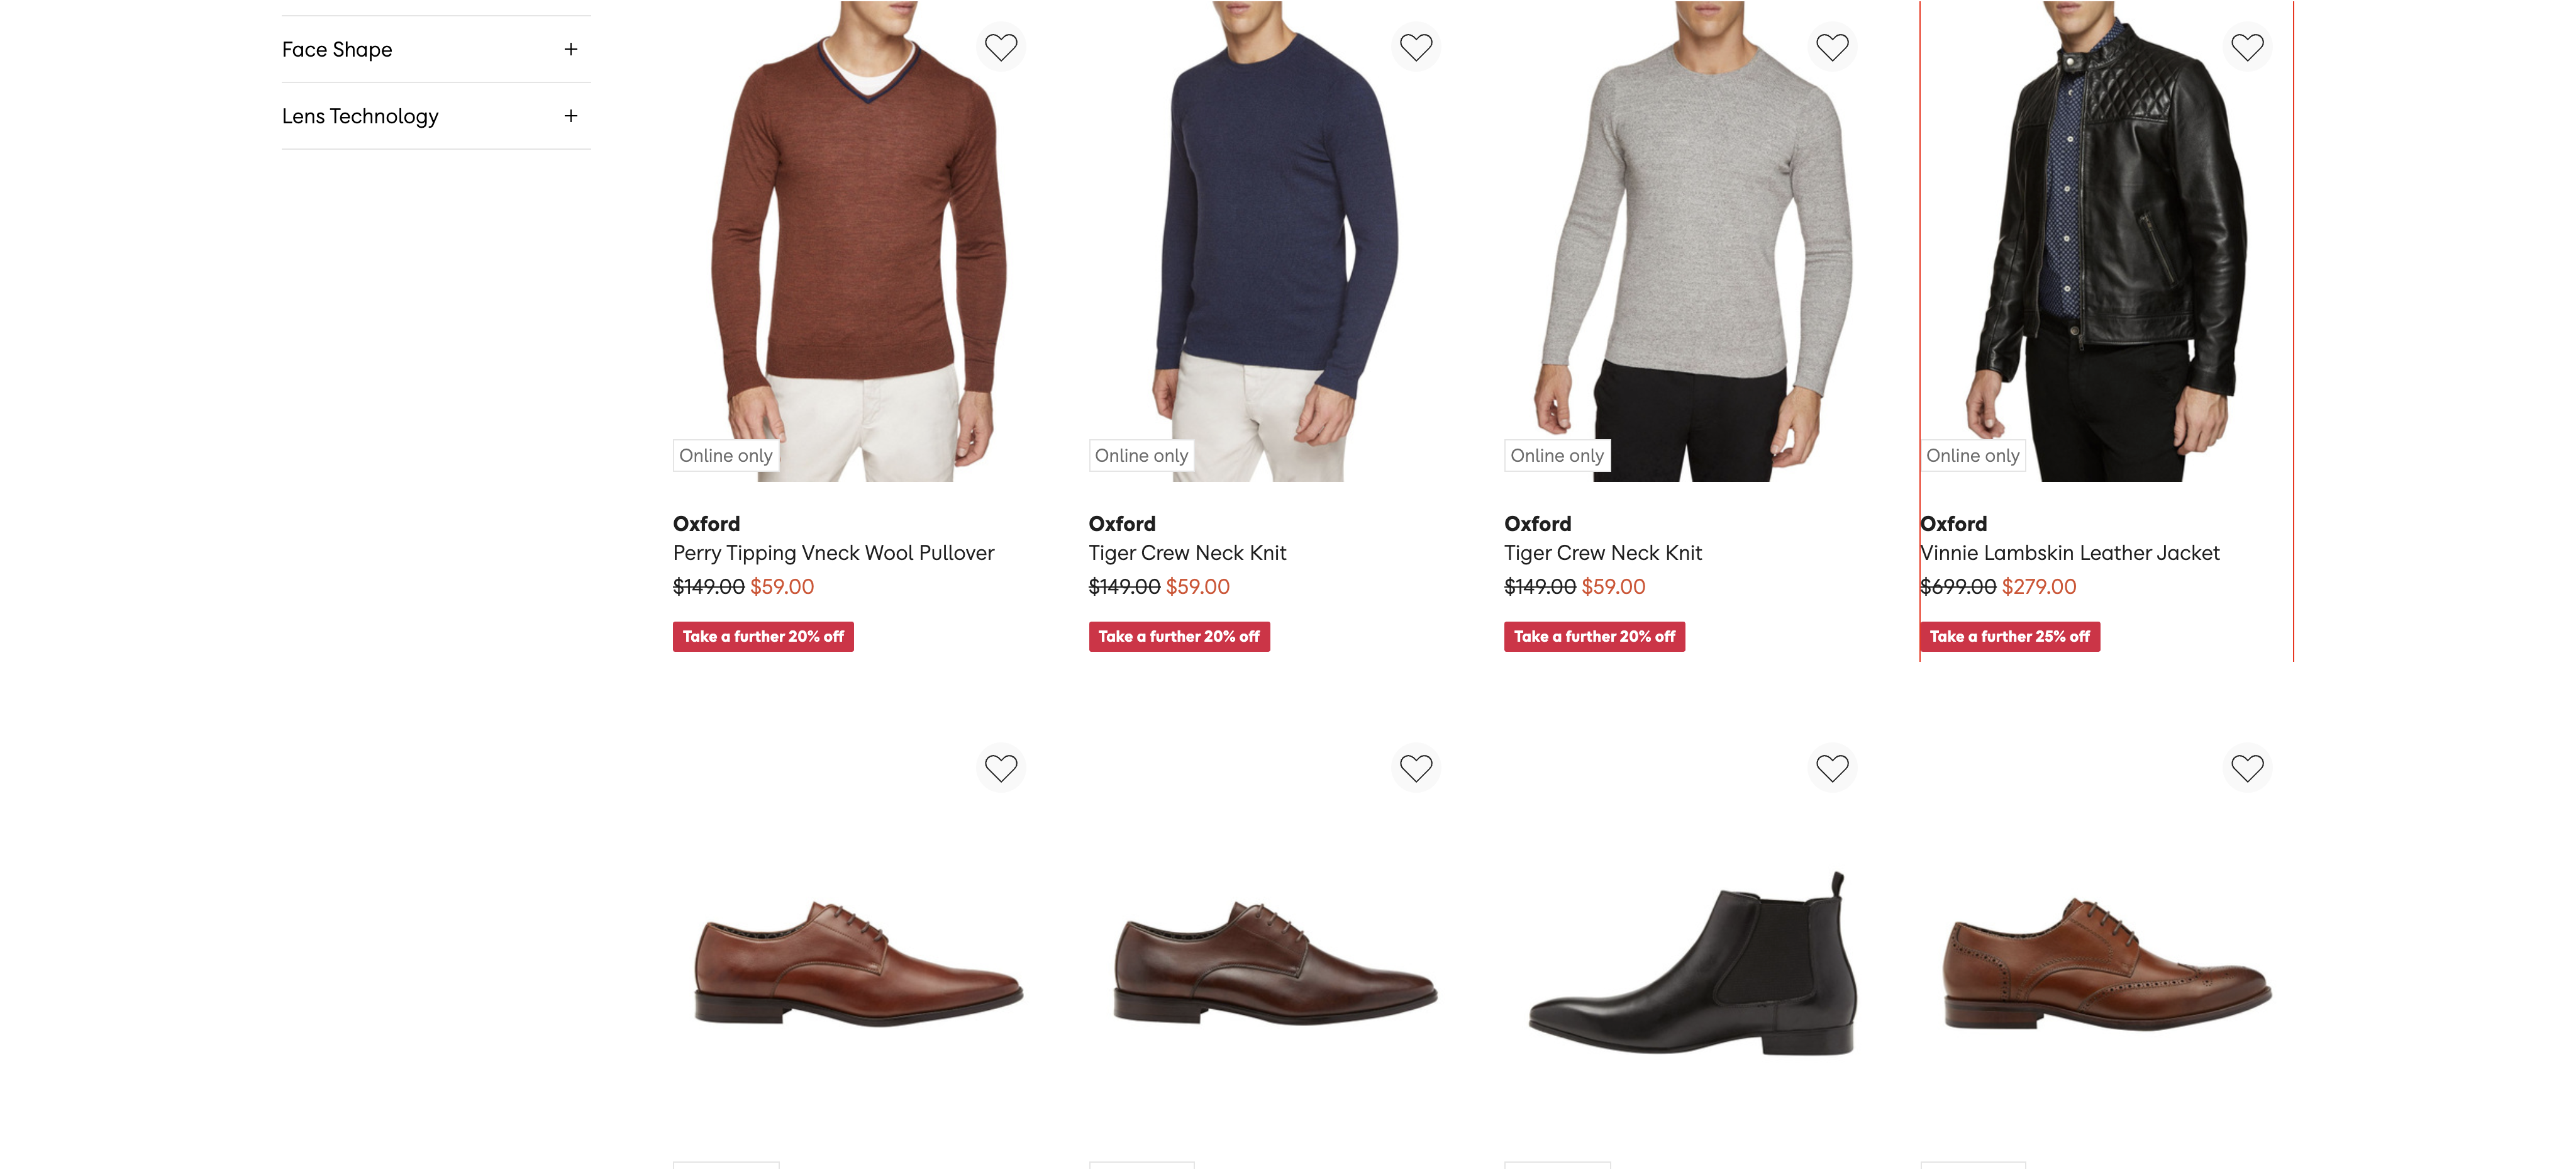 Face Shape
Lens Technology
Online only
Oxford
Perry Tipping Vneck Wool Pullover
$149.00 $59.00
Take a further 20% off
Online only
Oxford
Tiger Crew Neck Knit
$149.00 $59.00
Take a further 20% off
Online only
Oxford
Tiger Crew Neck Knit
$149.00 $59.00
Take a further 20% off
Online only
Oxford
Vinnie Lambskin Leather Jacket
$699.00 $279.00
Take a further 25% off